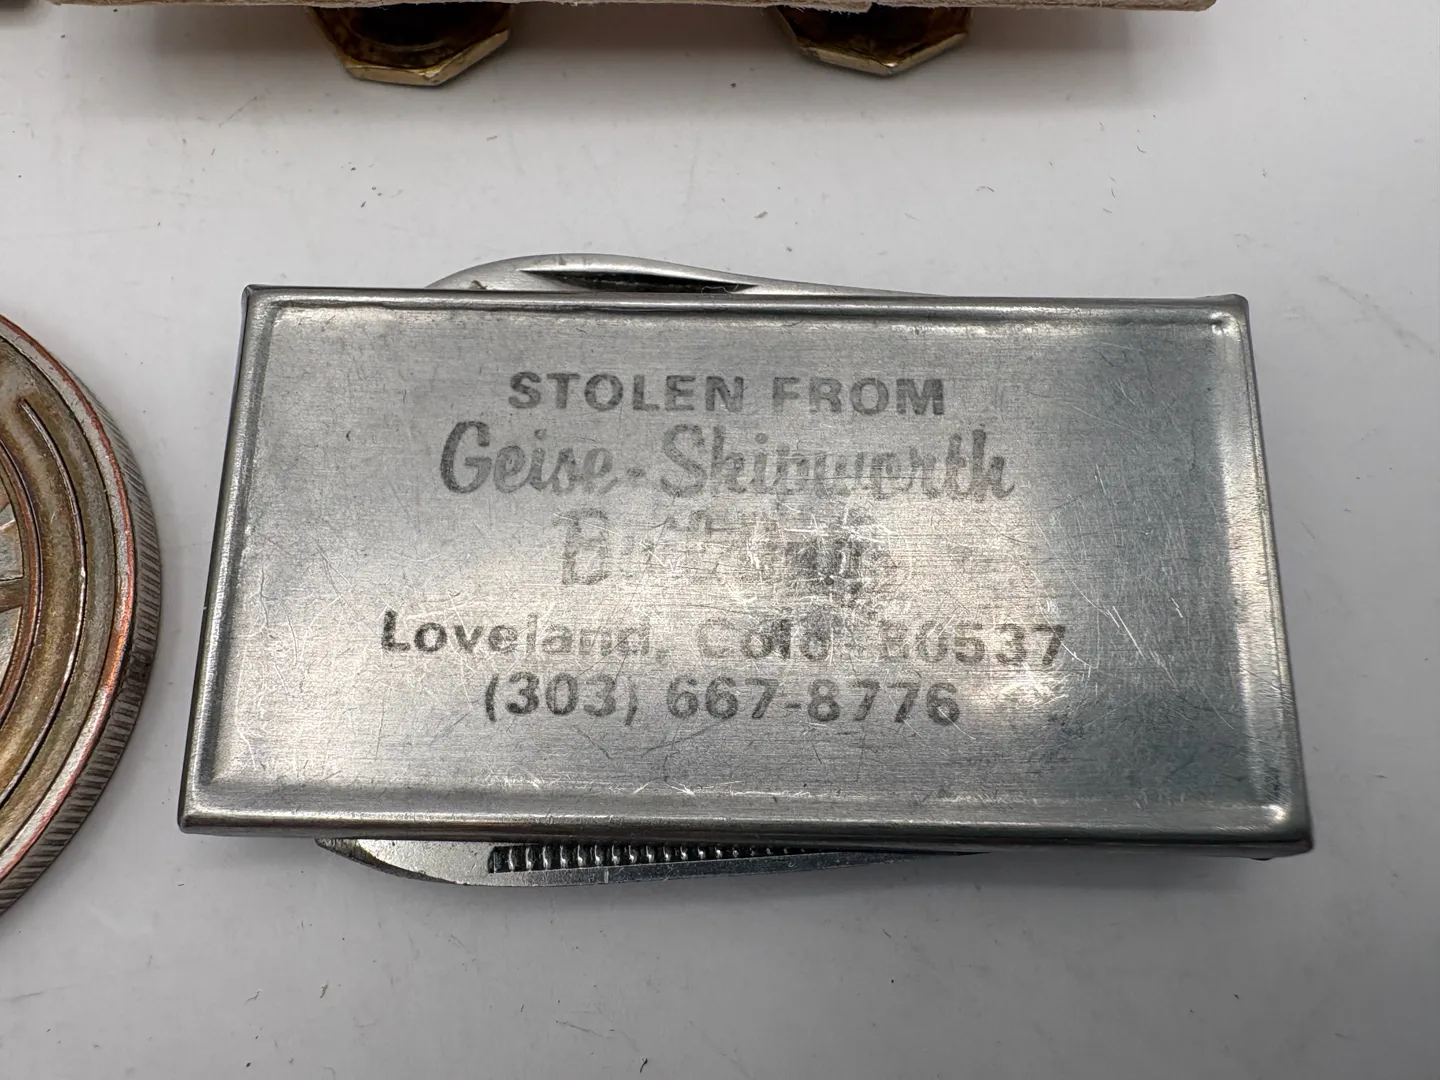 STOLEN FROM
Geise-Shipworth
Loveland, Colo. 80537
(303) 667-8776